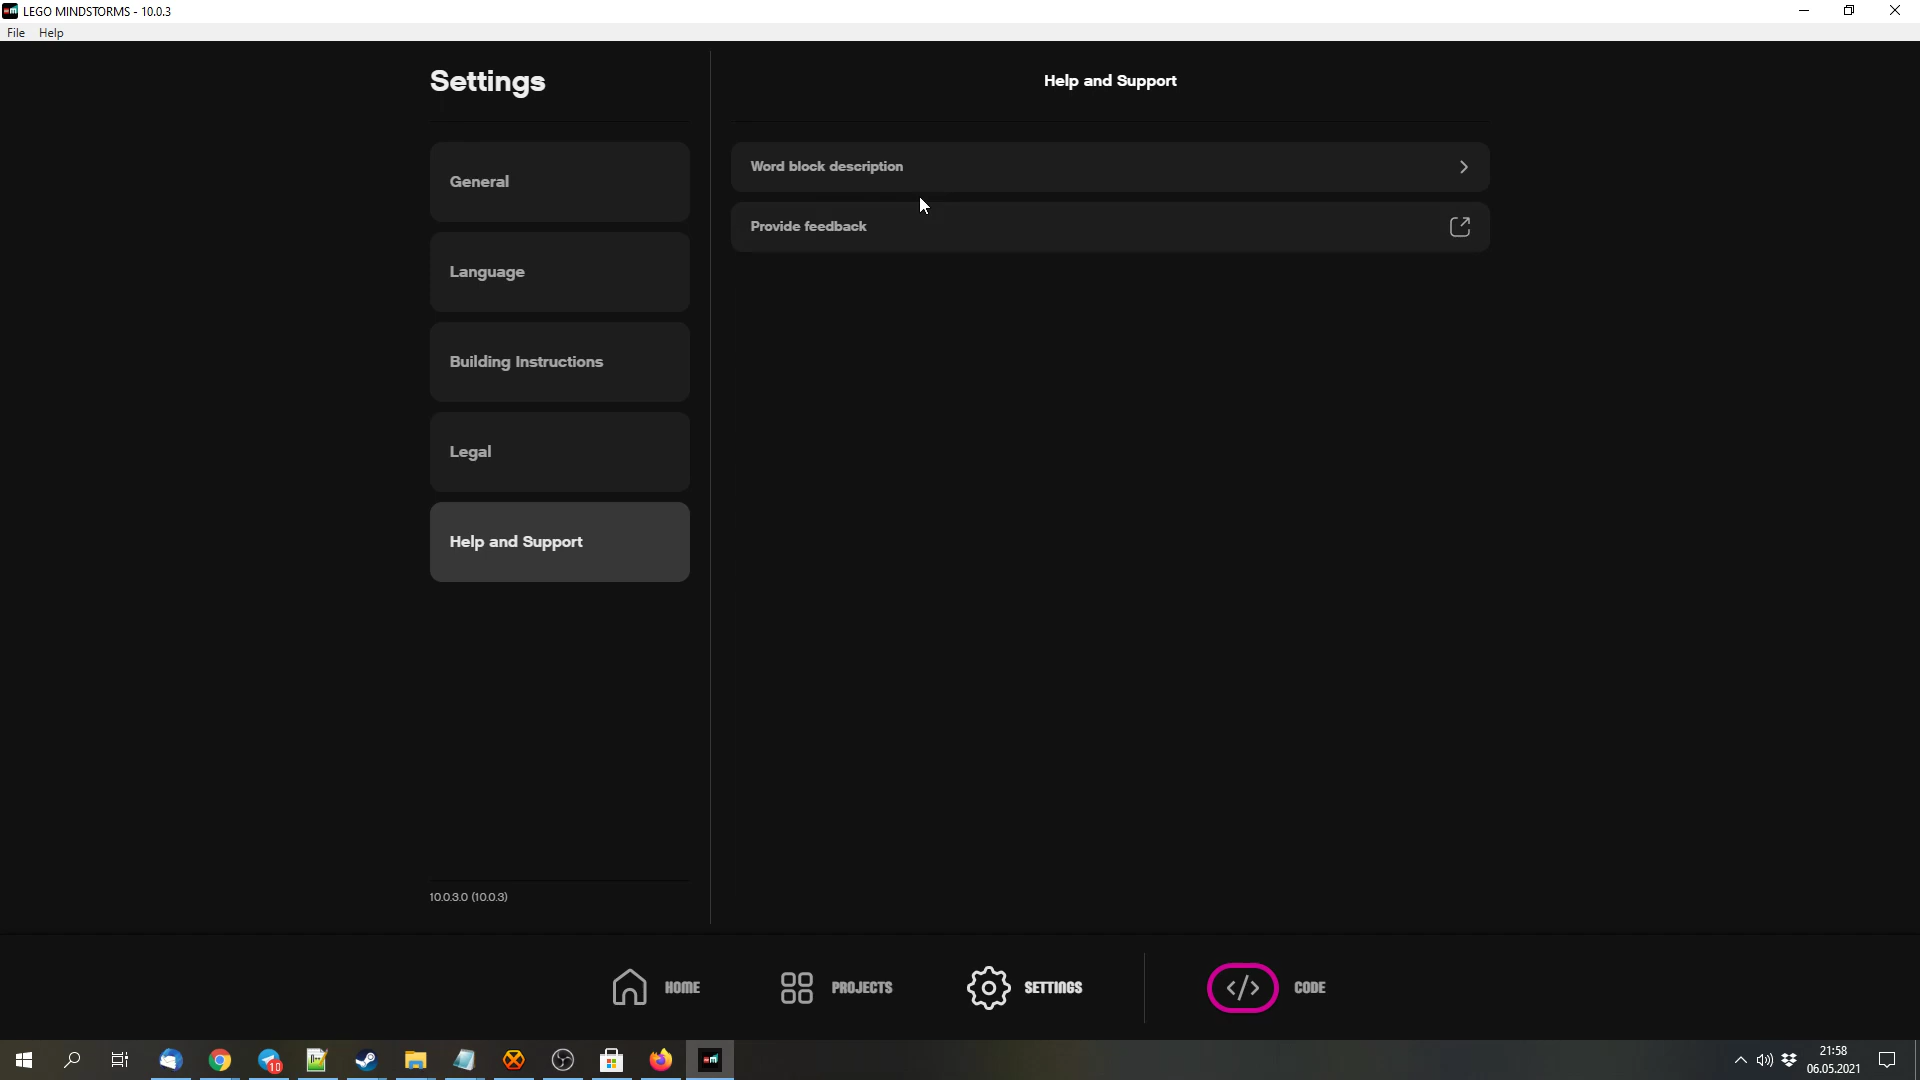 LEGO MINDSTORMS - 10.0.3
File Help
Settings
Help and Support
General
Language
Building Instructions
Legal
Help and Support
Word block description
Provide feedback
10.0.3.0 (10.0.3)
HOME
PROJECTS
SETTINGS
CODE
10
21:58
06.05.2021